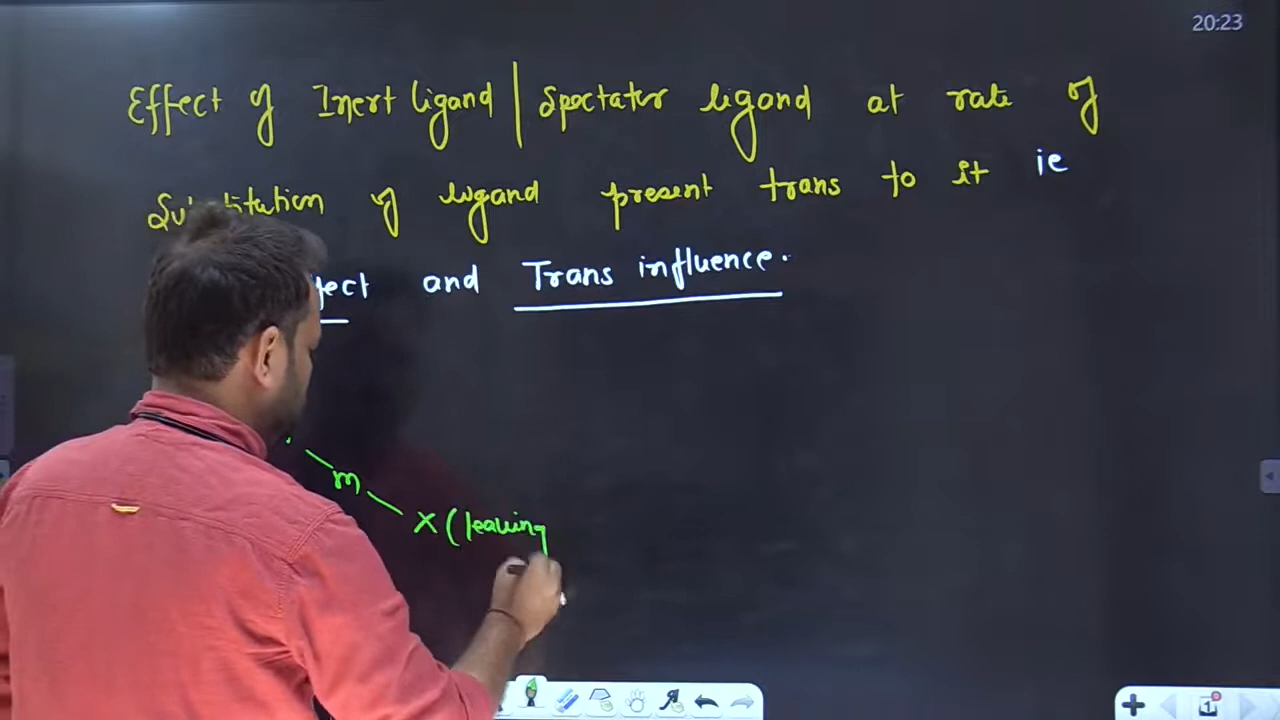 20:23
Effect of Inert ligand | Spectator ligand at rate of
Substitution of ligand present trans to it ie
and Trans influence.
m
X (leaving